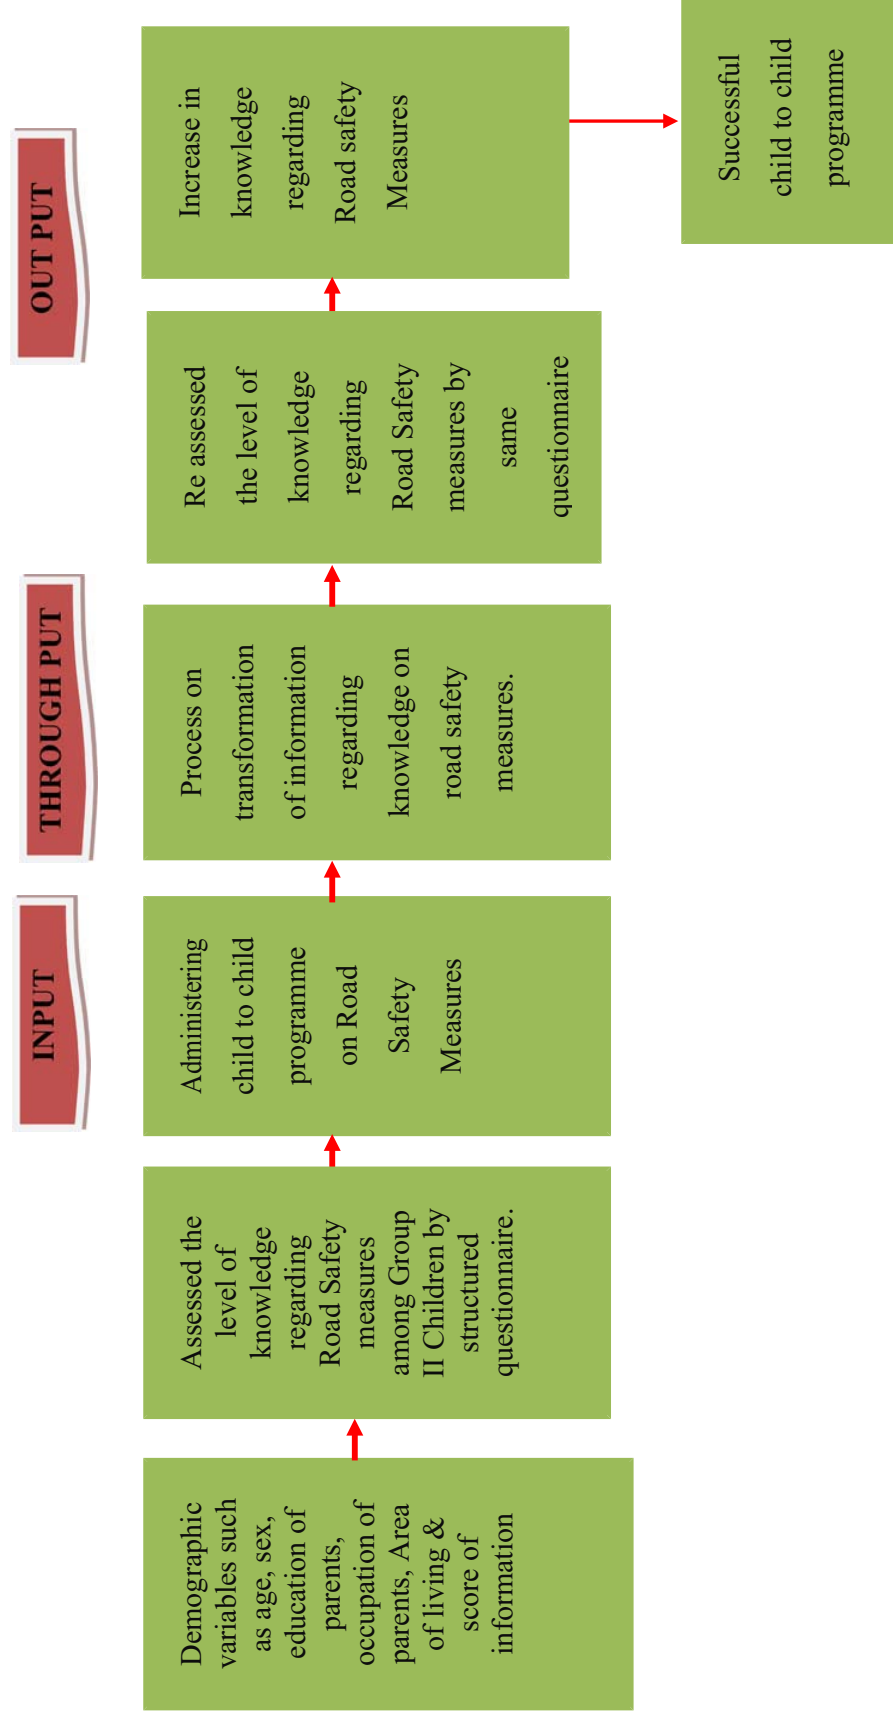 INPUT
THROUGH PUT
OUT PUT
Demographic
variables such
as age, sex,
education of
parents,
occupation of
parents, Area
of living &
score of
information
Assessed the
level of
knowledge
regarding
Road Safety
measures
among Group
II Children by
structured
questionnaire.
Administering
child to child
programme
on Road
Safety
Measures
Process on
transformation
of information
regarding
knowledge on
road safety
measures.
Re assessed
the level of
knowledge
regarding
Road Safety
measures by
same
questionnaire
Increase in
knowledge
regarding
Road safety
Measures
Successful
child to child
programme